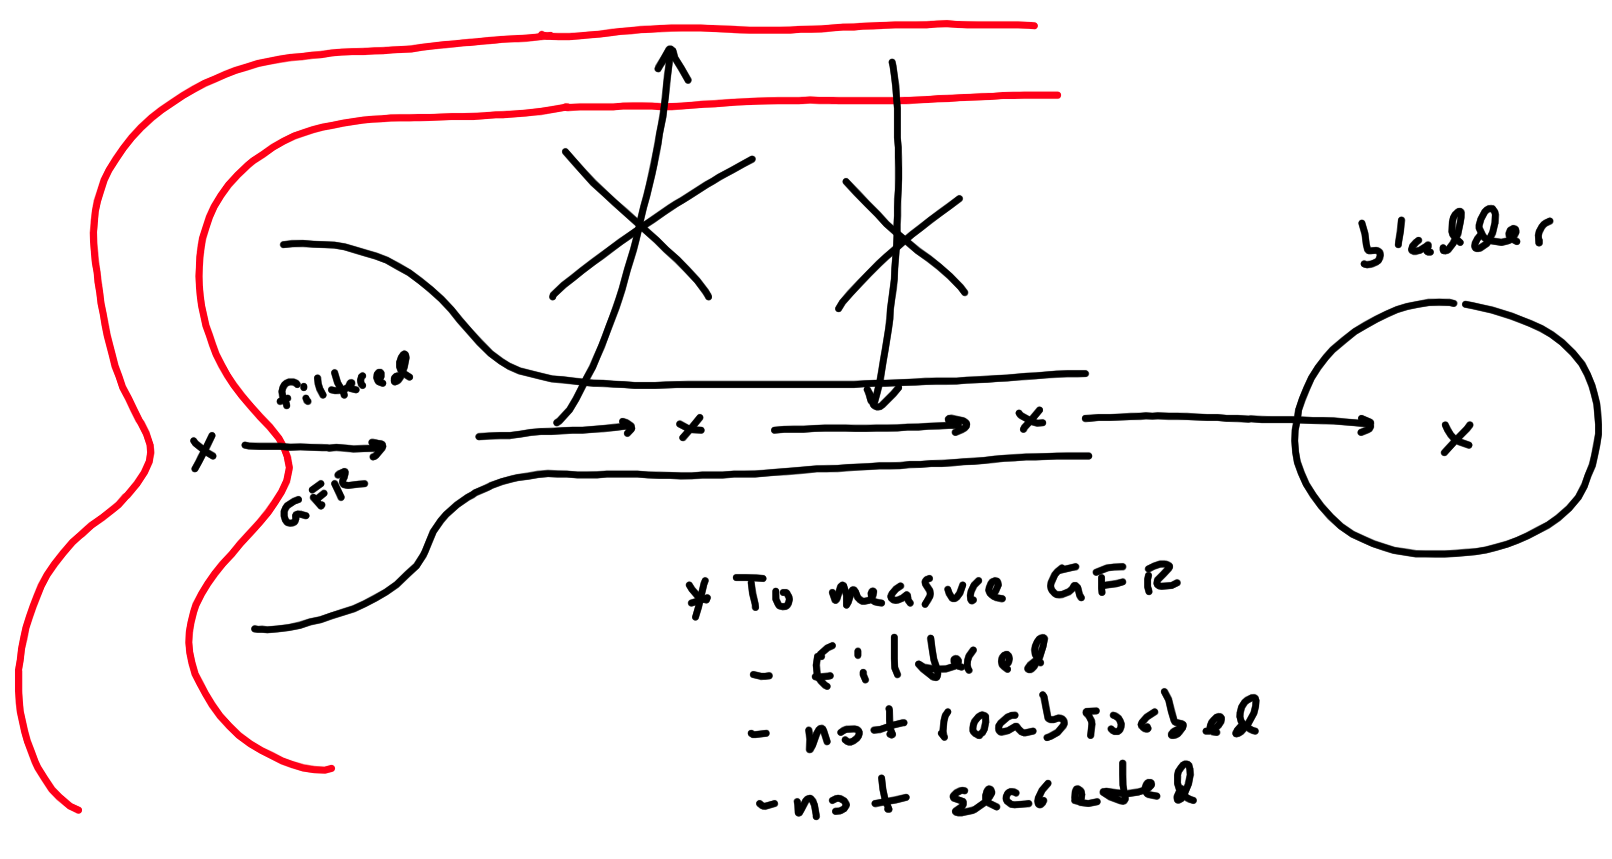 bladder
filtered
GFR
x
x
x
x
* To measure GFR
- filtered
- not reabsorbed
- not secreted